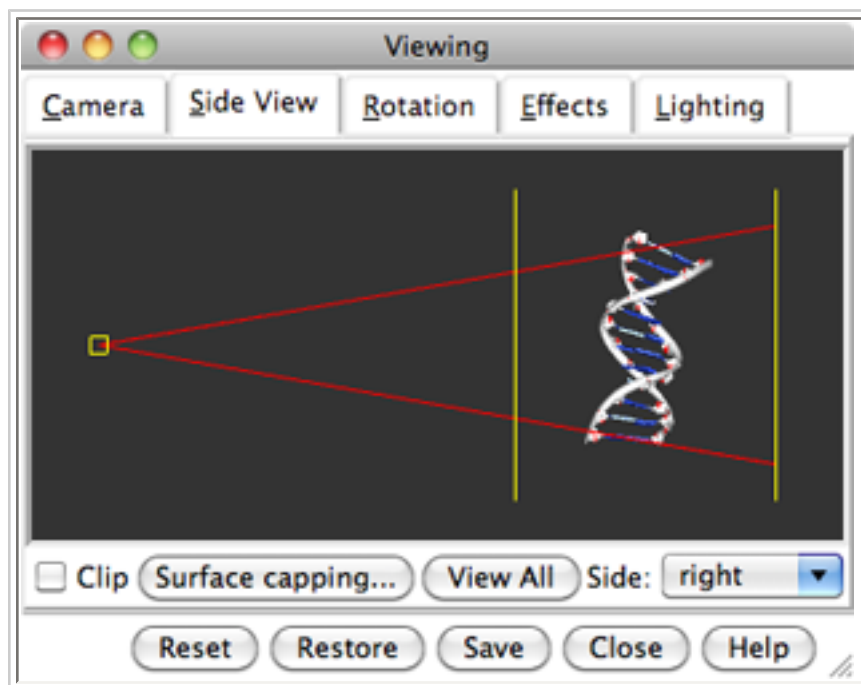 Viewing
Camera Side View Rotation Effects Lighting
Clip Surface capping... View All Side: right
Reset Restore Save Close Help